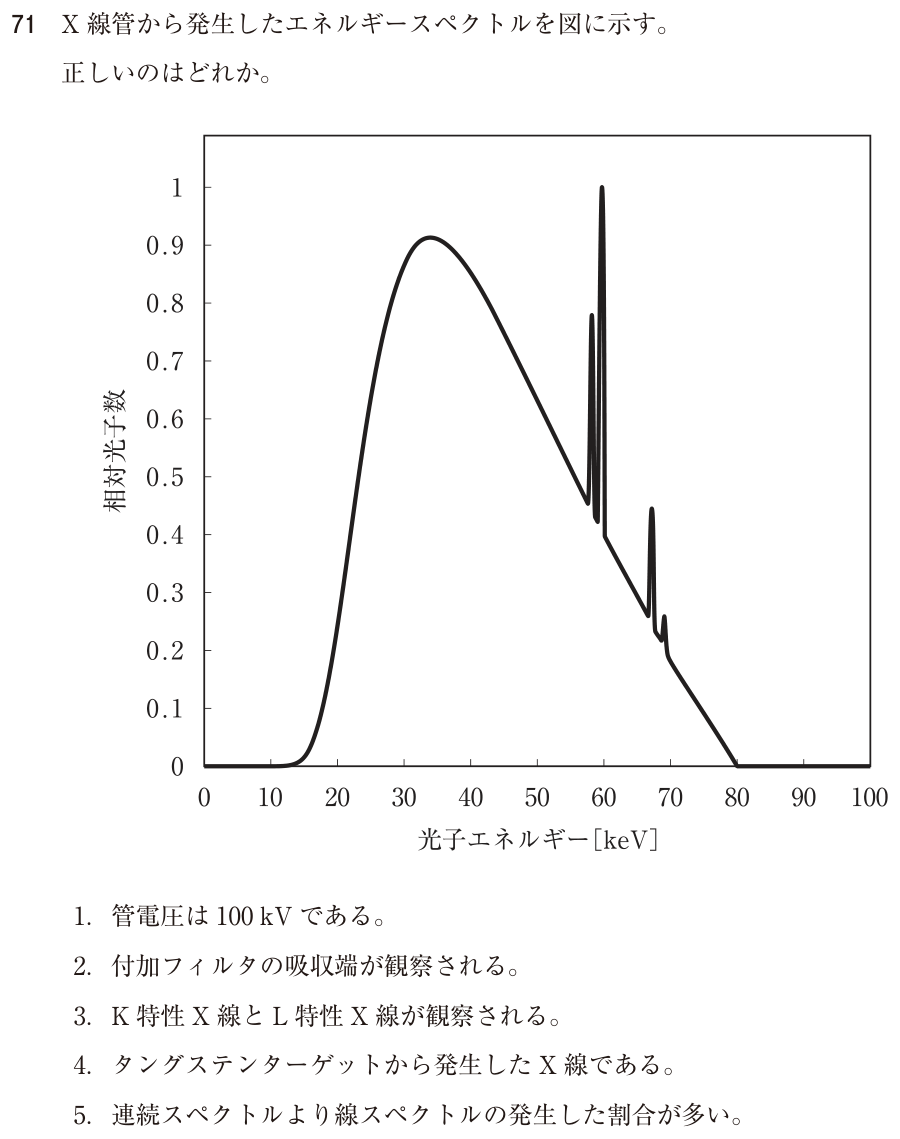 71 X 線管から発生したエネルギースペクトルを図に示す。
正しいのはどれか。
1
0.9
0.8
0.7
0.6
0.5
0.4
0.3
0.2
0.1
0
相対光子数
0 10 20 30 40 50 60 70 80 90 100
光子エネルギー[keV]
1. 管電圧は 100 kV である。
2. 付加フィルタの吸収端が観察される。
3. K 特性 X 線と L 特性 X 線が観察される。
4. タングステンターゲットから発生した X 線である。
5. 連続スペクトルより線スペクトルの発生した割合が多い。